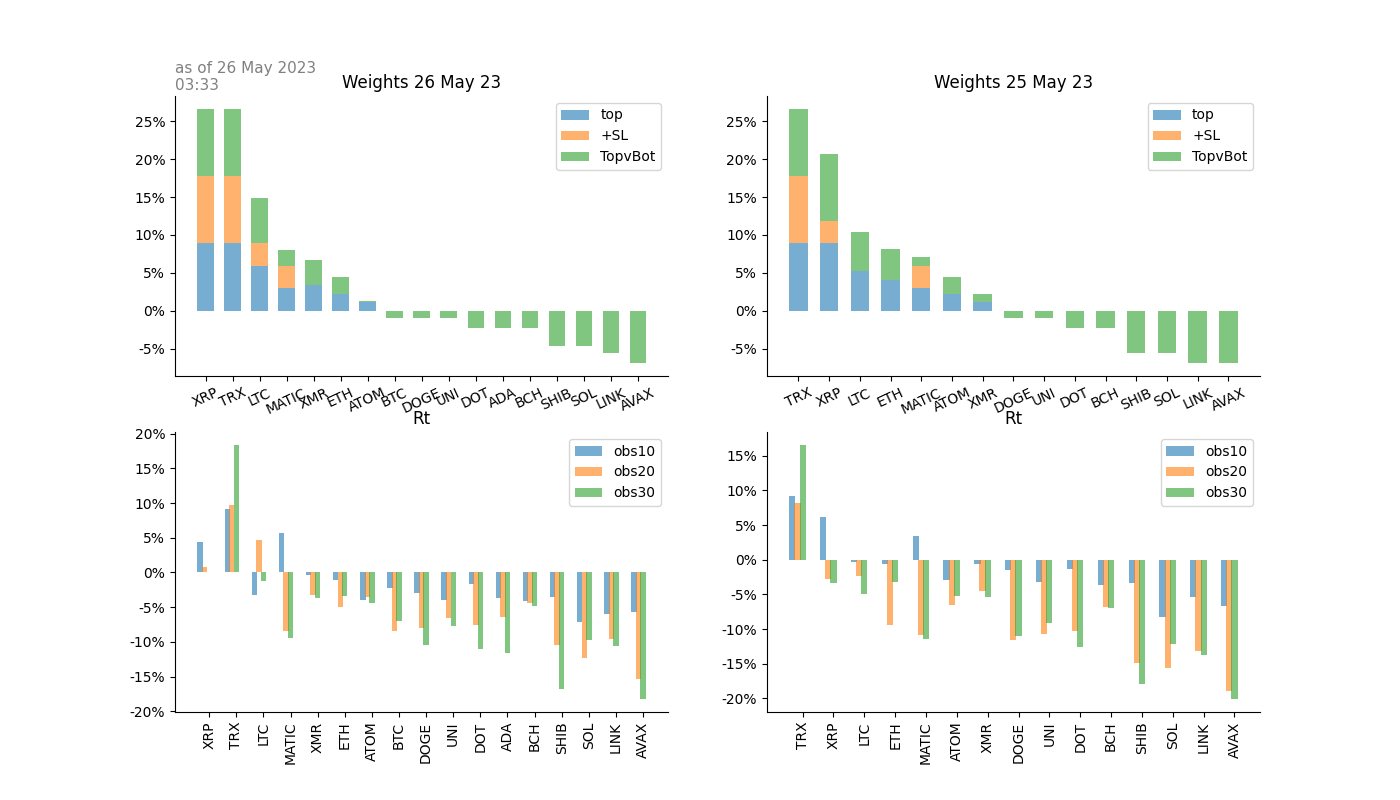 as of 26 May 2023
03:33
Weights 26 May 23
25%
20%
15%
10%
5%
0%
-5%
top
+SL
TopvBot
XRP TRX LTC MATIC XMR ETH ATOM BTC DOGE UNI DOT ADA BCH SHIB SOL LINK AVAX
Weights 25 May 23
25%
20%
15%
10%
5%
0%
-5%
top
+SL
TopvBot
TRX XRP LTC ETH MATIC ATOM XMR DOGE UNI DOT BCH SHIB SOL LINK AVAX
Rt
20%
15%
10%
5%
0%
-5%
-10%
-15%
-20%
obs10
obs20
obs30
XRP TRX LTC MATIC XMR ETH ATOM BTC DOGE UNI DOT ADA BCH SHIB SOL LINK AVAX
Rt
15%
10%
5%
0%
-5%
-10%
-15%
-20%
obs10
obs20
obs30
TRX XRP LTC ETH MATIC ATOM XMR DOGE UNI DOT BCH SHIB SOL LINK AVAX